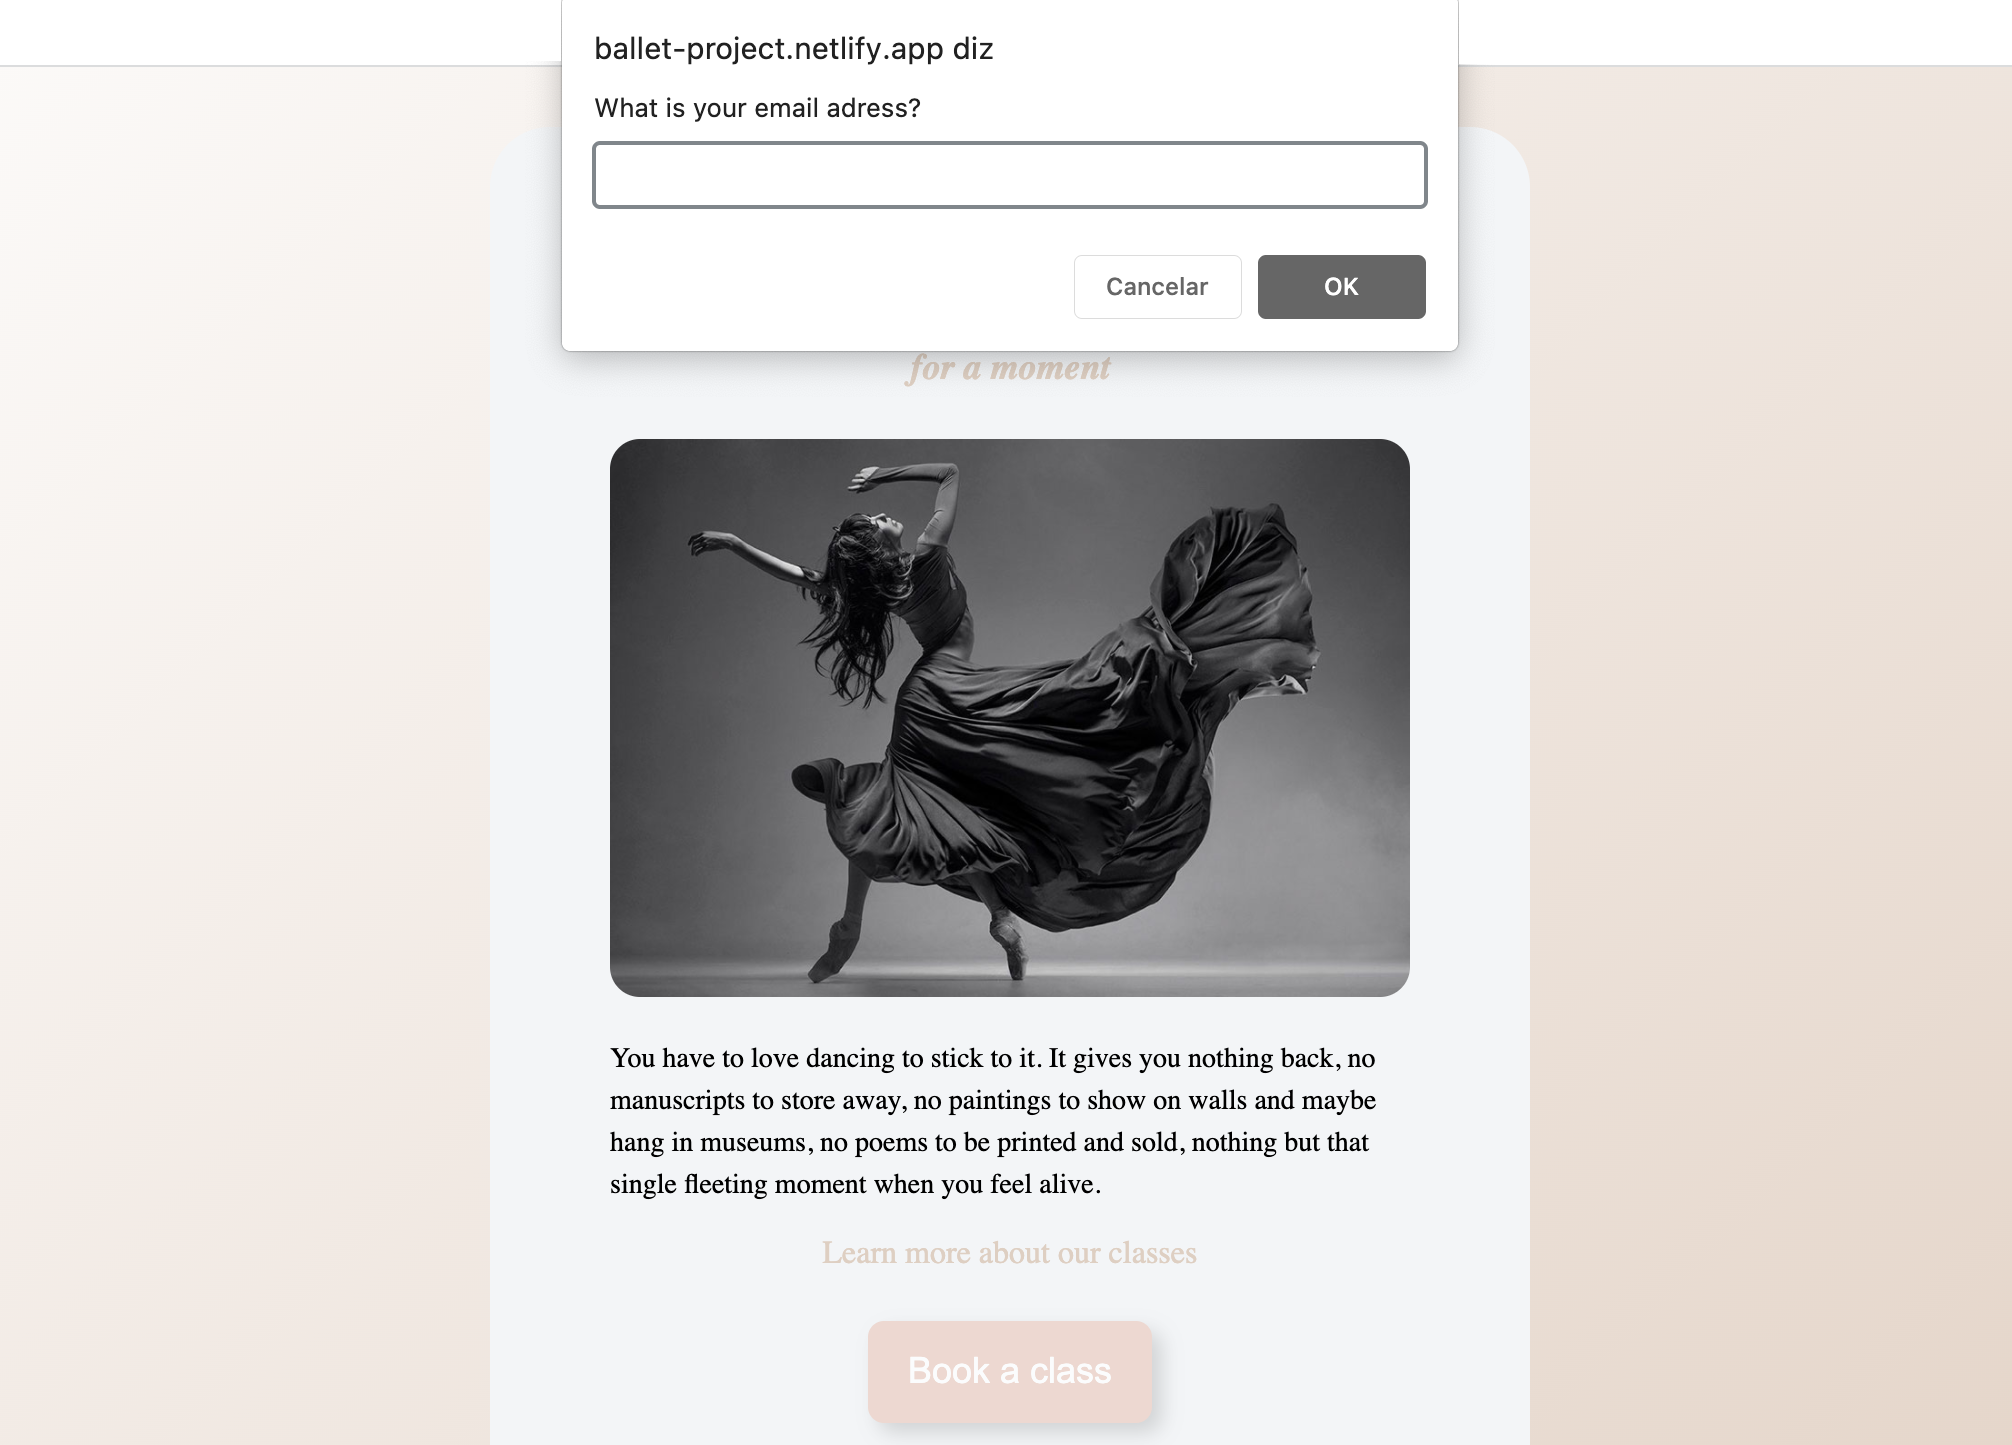 ballet-project.netlify.app diz
What is your email adress?
Cancelar
OK
for a moment
You have to love dancing to stick to it. It gives you nothing back, no
manuscripts to store away, no paintings to show on walls and maybe
hang in museums, no poems to be printed and sold, nothing but that
single fleeting moment when you feel alive.
Learn more about our classes
Book a class